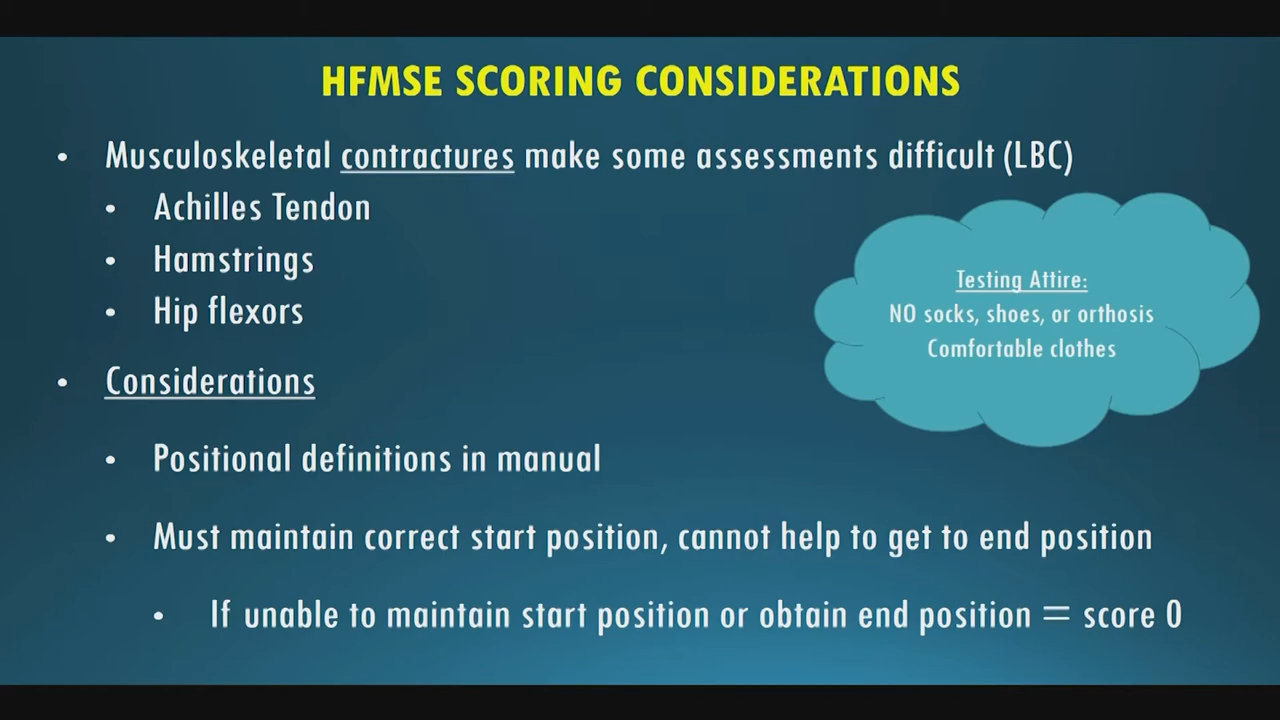 HFMSE SCORING CONSIDERATIONS
• Musculoskeletal contractures make some assessments difficult (LBC)
• Achilles Tendon
• Hamstrings
• Hip flexors
Testing Attire:
NO socks, shoes, or orthosis
Comfortable clothes
• Considerations
• Positional definitions in manual
• Must maintain correct start position, cannot help to get to end position
• If unable to maintain start position or obtain end position = score 0